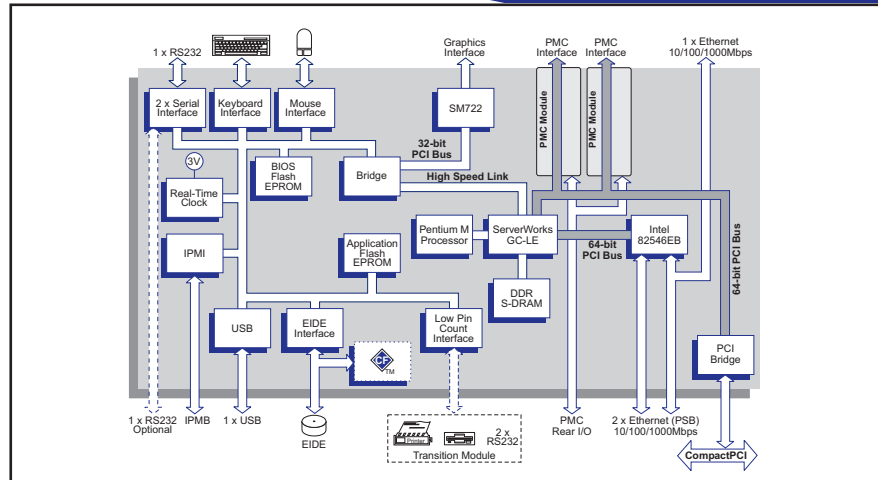 1 x RS232
Graphics
Interface
PMC
Interface
PMC
Interface
1 x Ethernet
10/100/1000Mbps
2 x Serial
Interface
Keyboard
Interface
Mouse
Interface
SM722
PMC Module
PMC Module
32-bit
PCI Bus
3V
Real-Time
Clock
BIOS
Flash
EPROM
Bridge
High Speed Link
IPMI
Application
Flash
EPROM
Pentium M
Processor
ServerWorks
GC-LE
64-bit
PCI Bus
Intel
82546EB
64-bit PCI Bus
DDR
S-DRAM
USB
EIDE
Interface
Low Pin
Count
Interface
CF
TM
PCI
Bridge
1 x RS232
Optional
IPMB
1 x USB
EIDE
Printer
2 x
RS232
Transition Module
PMC
Rear I/O
2 x Ethernet (PSB)
10/100/1000Mbps
CompactPCI